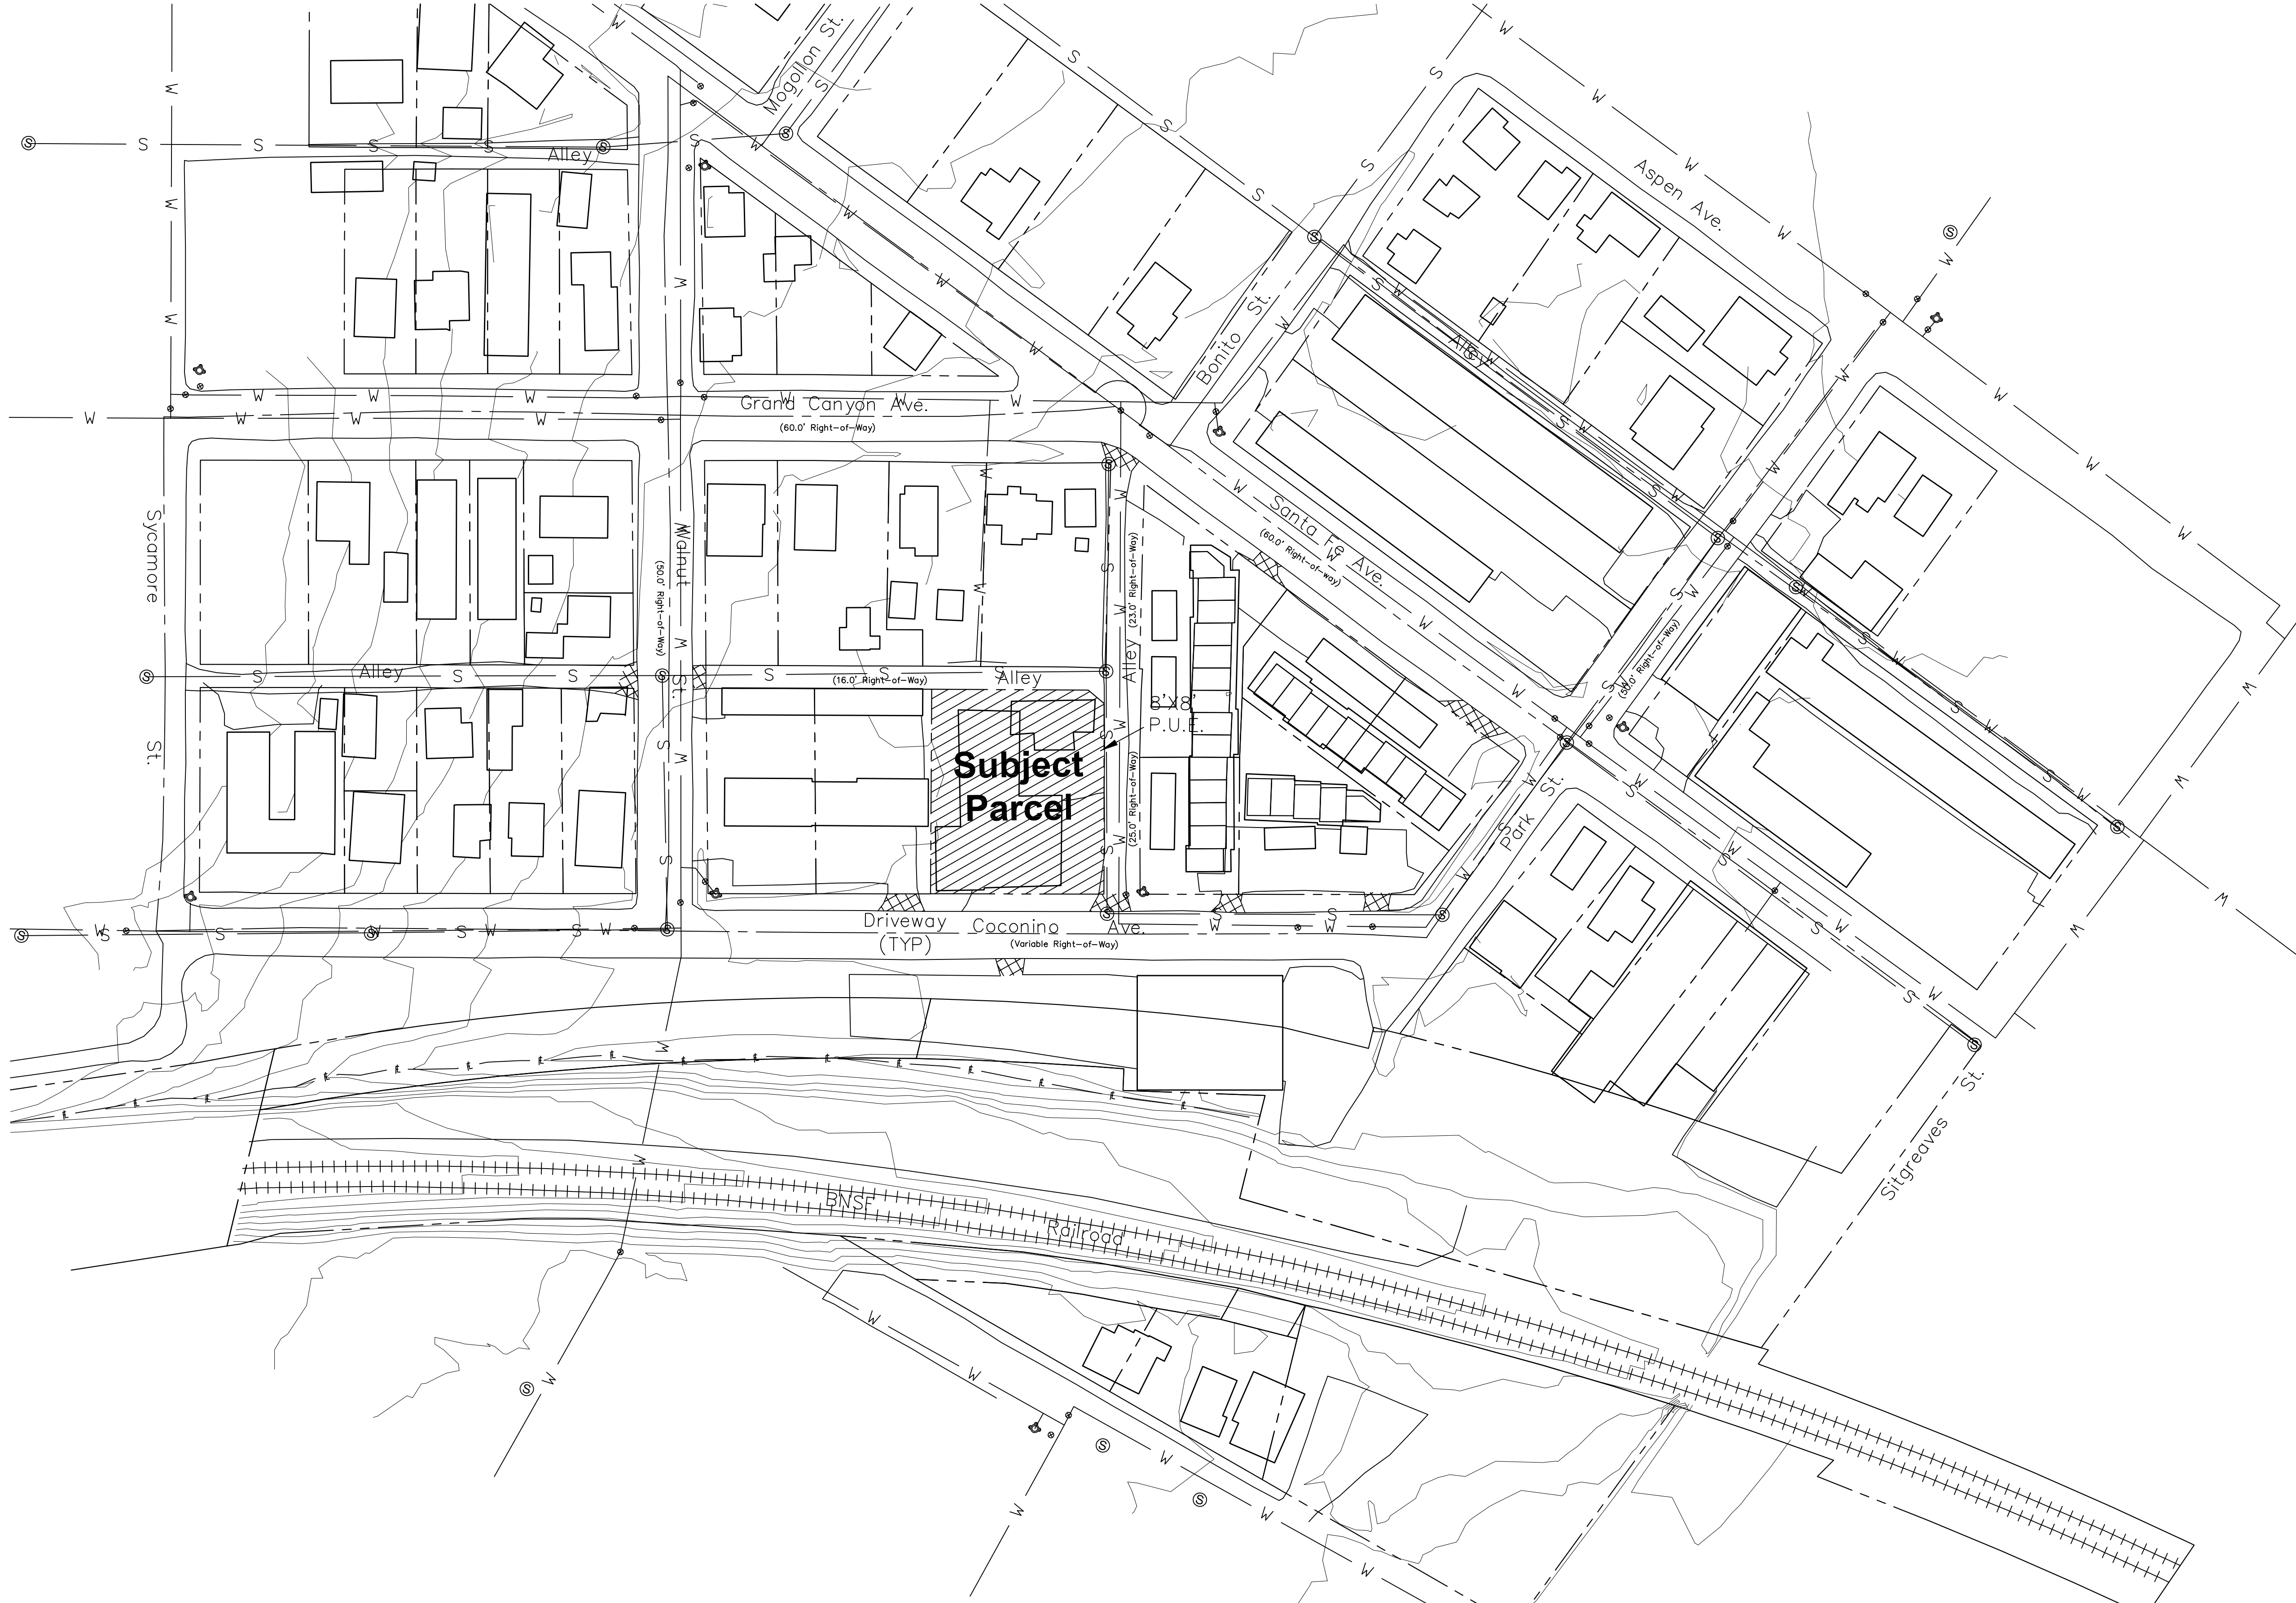 Mogollon St.
Alley
Aspen Ave.
Bonito St.
Alley
Grand Canyon Ave.
(60.0' Right-of-Way)
Sycamore St.
Walnut St.
(50.0' Right-of-Way)
Santa Fe Ave.
(60.0' Right-of-way)
(23.0' Right-of-Way)
Alley
Alley
(16.0' Right-of-Way)
Alley
(50.0' Right-of-Way)
8'X8'
P.U.E.
Subject
Parcel
(25.0' Right-of-Way)
Park St.
Driveway
(TYP)
Coconino Ave.
(Variable Right-of-Way)
Sitgreaves St.
BNSF Railroad